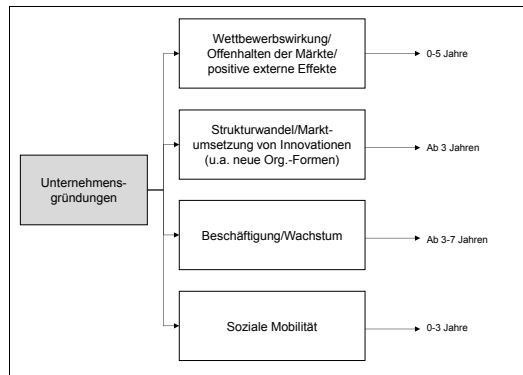 Wettbewerbswirkung/
Offenhalten der Märkte/
positive externe Effekte
0-5 Jahre
Strukturwandel/Markt-
umsetzung von Innovationen
(u.a. neue Org.-Formen)
Ab 3 Jahren
Unternehmens-
gründungen
Beschäftigung/Wachstum
Ab 3-7 Jahren
Soziale Mobilität
0-3 Jahre